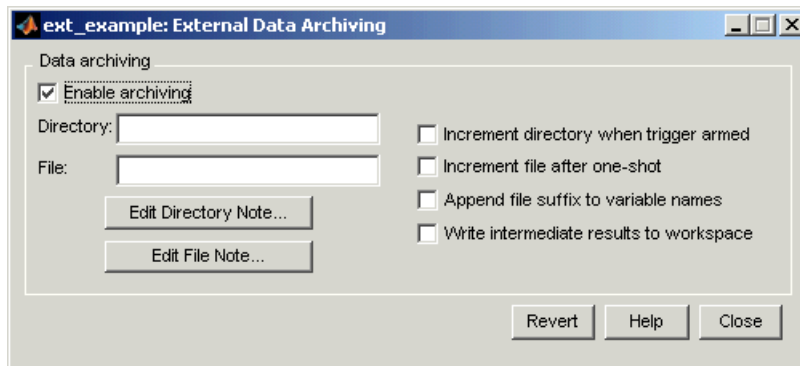 ext_example: External Data Archiving
Data archiving
Enable archiving
Directory:
File:
Edit Directory Note...
Edit File Note...
Increment directory when trigger armed
Increment file after one-shot
Append file suffix to variable names
Write intermediate results to workspace
Revert Help Close